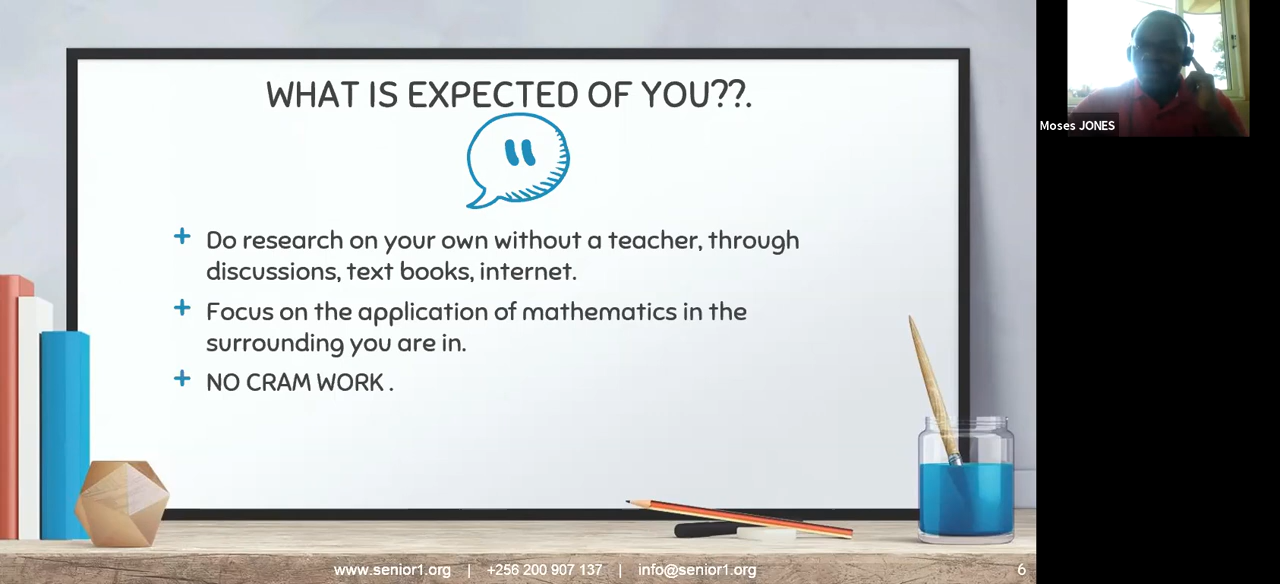 WHAT IS EXPECTED OF YOU??.
Do research on your own without a teacher, through
discussions, text books, internet.
Focus on the application of mathematics in the
surrounding you are in.
NO CRAM WORK .
www.senior1.org | +256 200 907 137 | info@senior1.org
6
Moses JONES